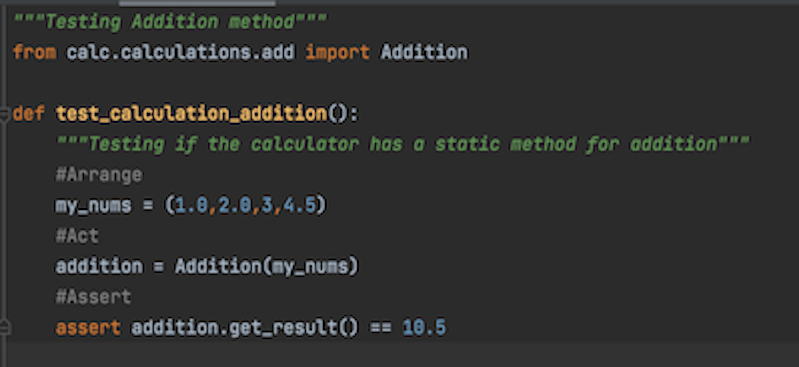 """Testing Addition method"""
from calc.calculations.add import Addition
def test_calculation_addition():
"""Testing if the calculator has a static method for addition"""
#Arrange
my_nums = (1.0,2.0,3,4.5)
#Act
addition = Addition(my_nums)
#Assert
assert addition.get_result() == 10.5